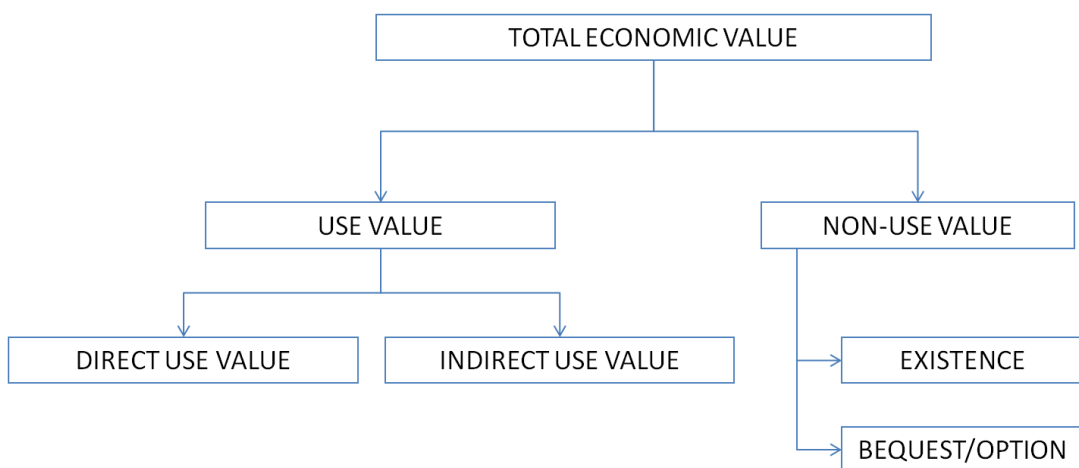 TOTAL ECONOMIC VALUE
USE VALUE
NON-USE VALUE
DIRECT USE VALUE
INDIRECT USE VALUE
EXISTENCE
BEQUEST/OPTION